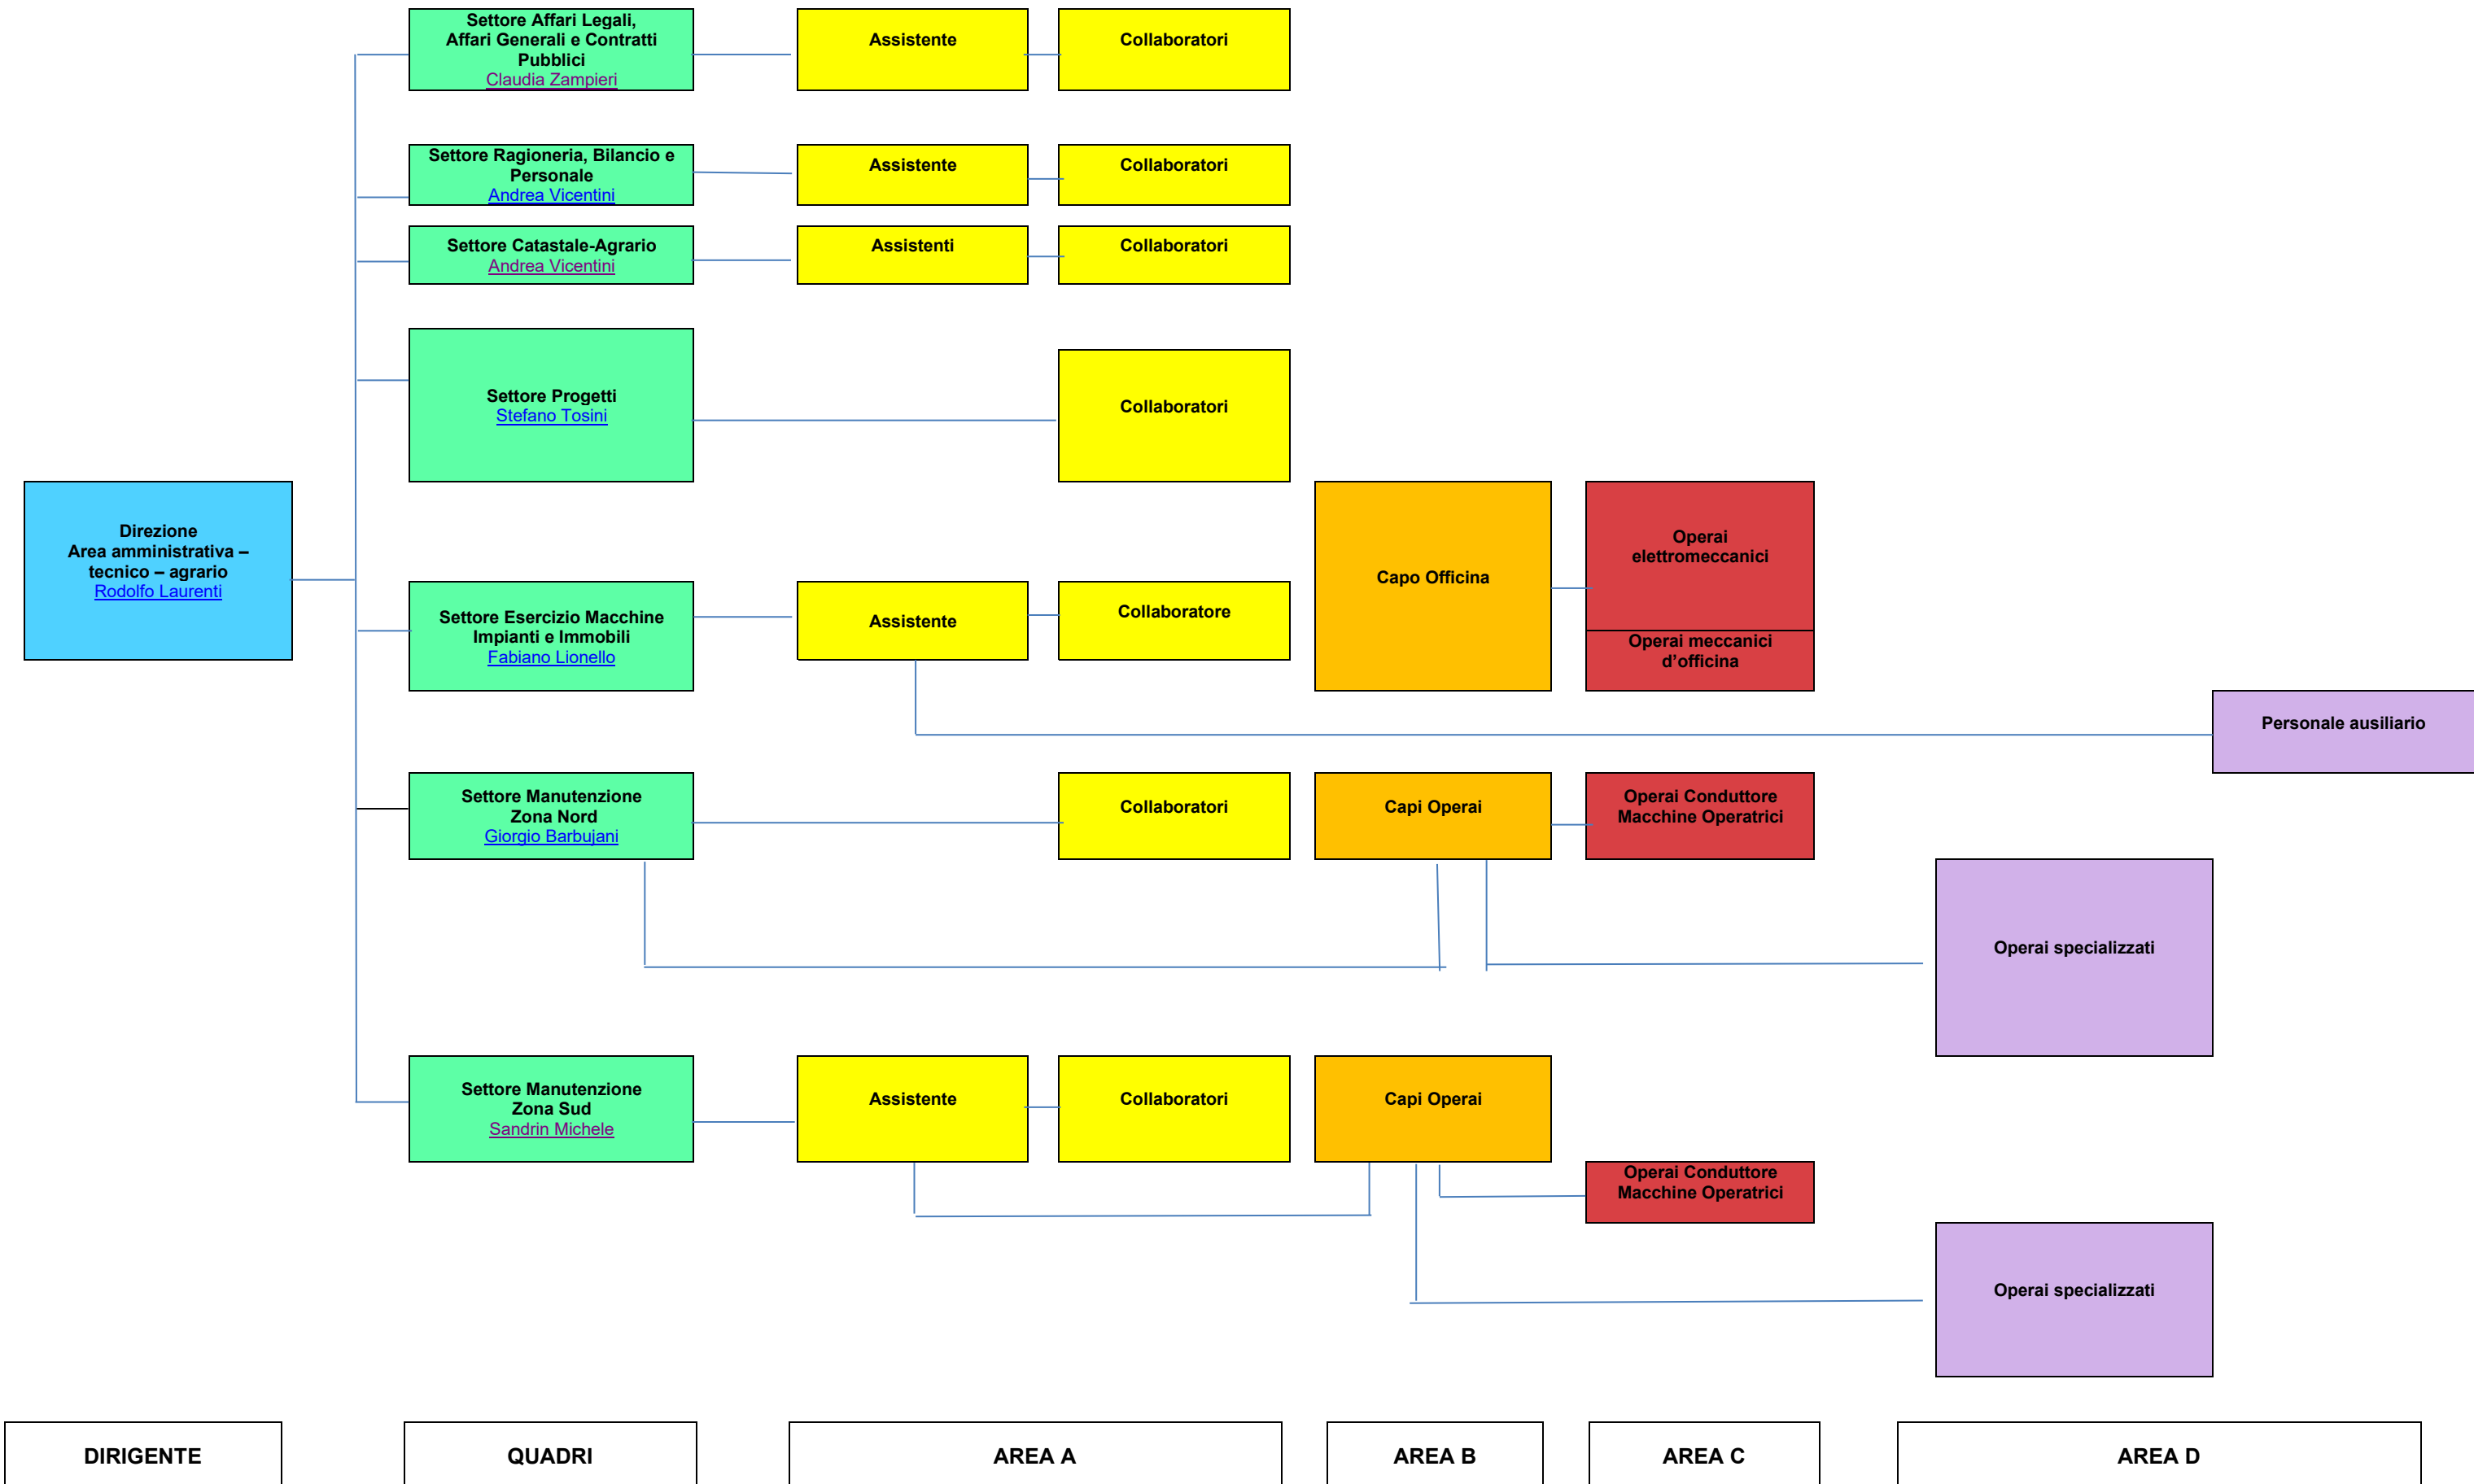 Settore Affari Legali,
Affari Generali e Contratti
Pubblici
Claudia Zampieri
Assistente
Collaboratori
Settore Ragioneria, Bilancio e
Personale
Andrea Vicentini
Assistente
Collaboratori
Settore Catastale-Agrario
Andrea Vicentini
Assistenti
Collaboratori
Settore Progetti
Stefano Tosini
Collaboratori
Direzione
Area amministrativa –
tecnico – agrario
Rodolfo Laurenti
Settore Esercizio Macchine
Impianti e Immobili
Fabiano Lionello
Assistente
Collaboratore
Capo Officina
Operai
elettromeccanici
Operai meccanici
d’officina
Personale ausiliario
Settore Manutenzione
Zona Nord
Giorgio Barbujani
Collaboratori
Capi Operai
Operai Conduttore
Macchine Operatrici
Operai specializzati
Settore Manutenzione
Zona Sud
Sandrin Michele
Assistente
Collaboratori
Capi Operai
Operai Conduttore
Macchine Operatrici
Operai specializzati
DIRIGENTE
QUADRI
AREA A
AREA B
AREA C
AREA D